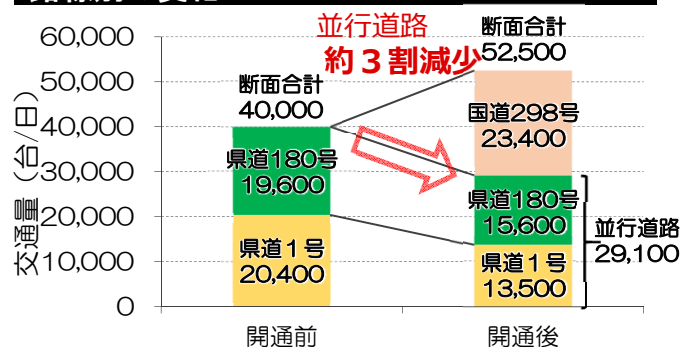 並行道路
約３割減少
60,000
50,000
40,000
30,000
20,000
10,000
0
交通量（台/日）
断面合計
40,000
県道180号
19,600
県道１号
20,400
開通前
断面合計
52,500
国道298号
23,400
県道180号
15,600
県道１号
13,500
開通後
並行道路
29,100